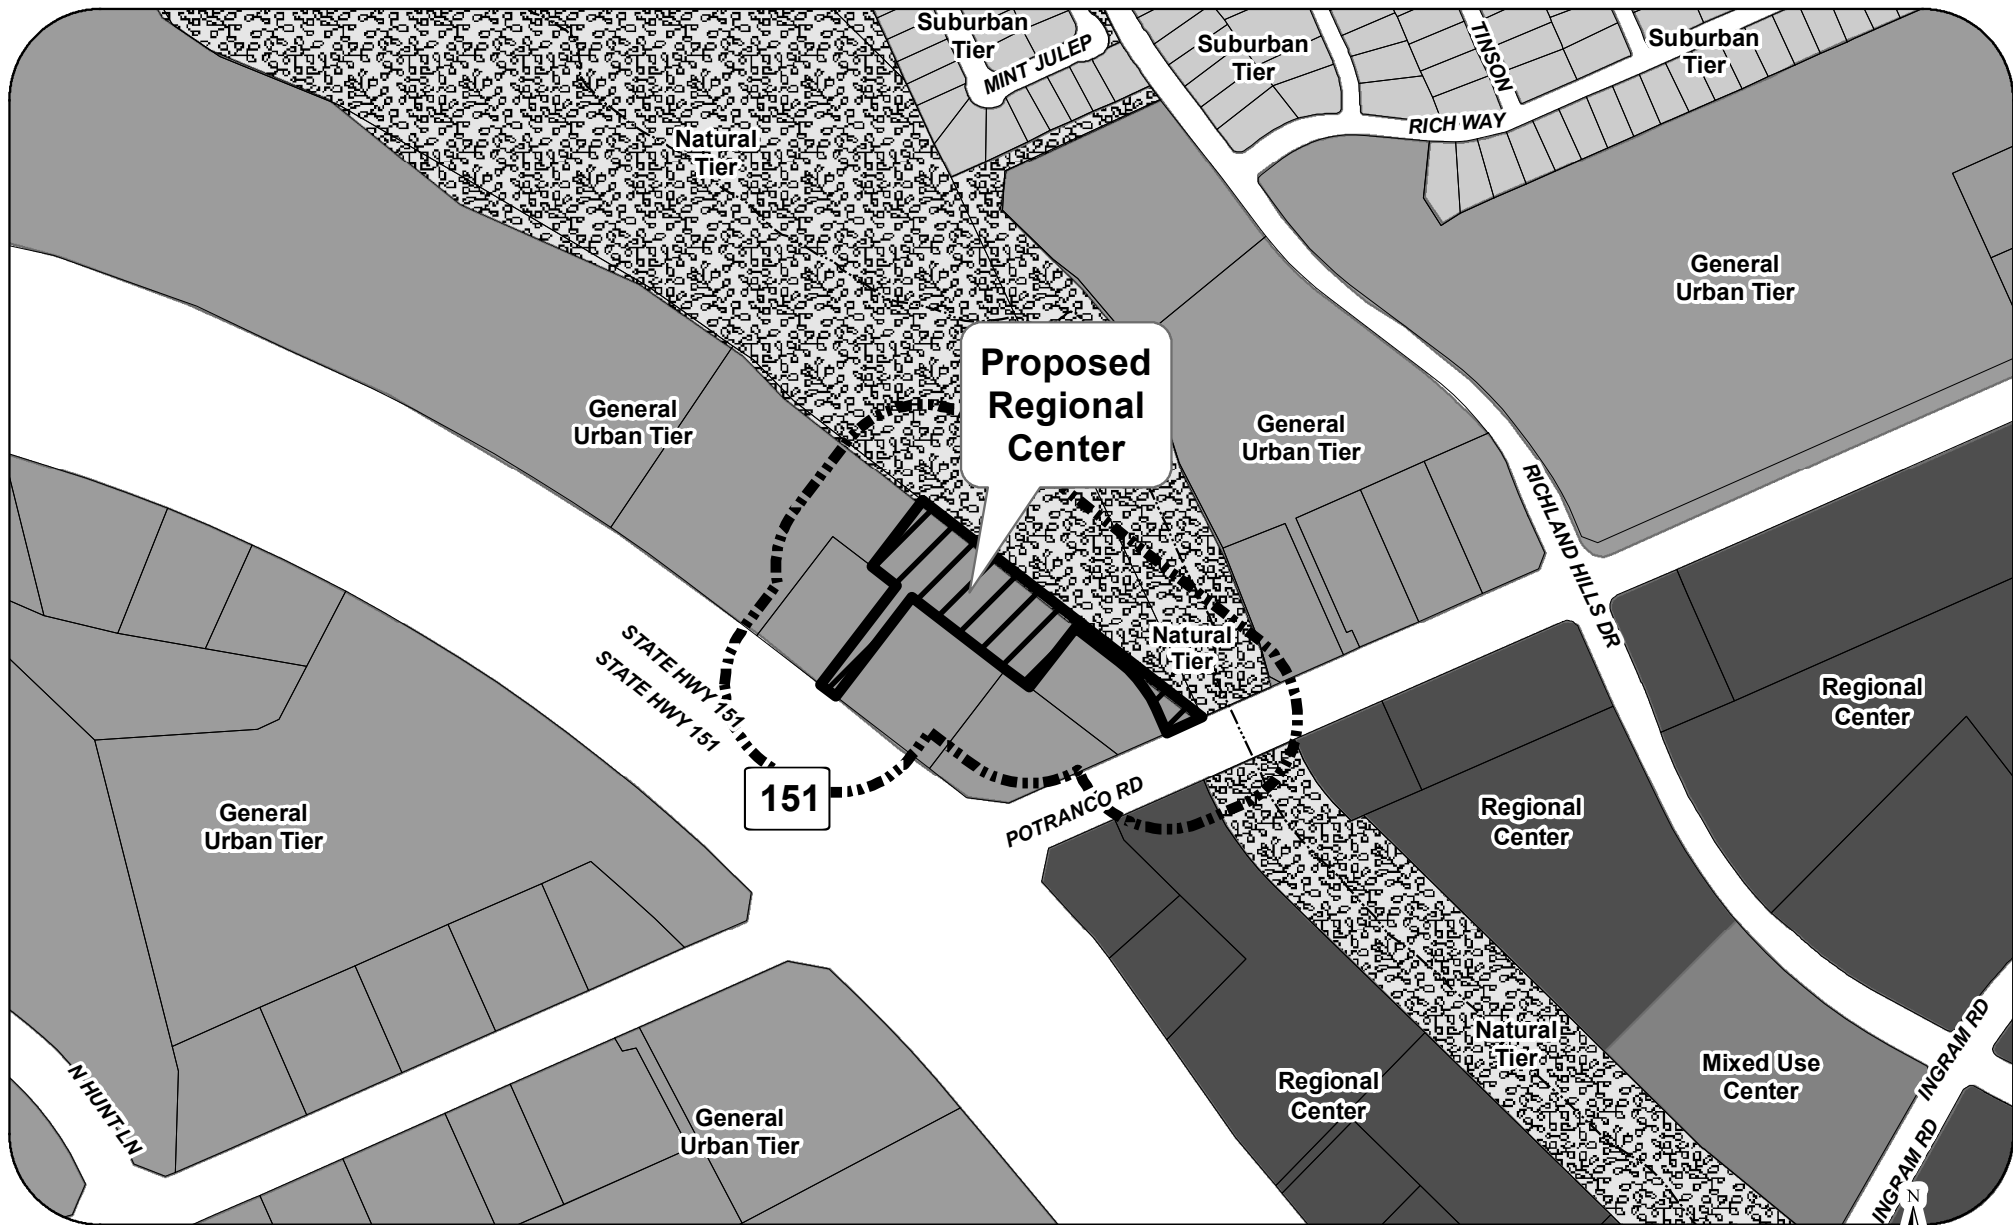 Suburban
Tier
MINT JULEP
Suburban
Tier
TINSON
Suburban
Tier
RICH WAY
Natural
Tier
General
Urban Tier
Proposed
Regional
Center
General
Urban Tier
General
Urban Tier
RICHLAND HILLS DR
Natural
Tier
STATE HWY 151
STATE HWY 151
Regional
Center
151
POTRANCO RD
General
Urban Tier
Regional
Center
Natural
Tier
Mixed Use
Center
INGRAM RD
Regional
Center
N HUNT LN
General
Urban Tier
INGRAM RD
N